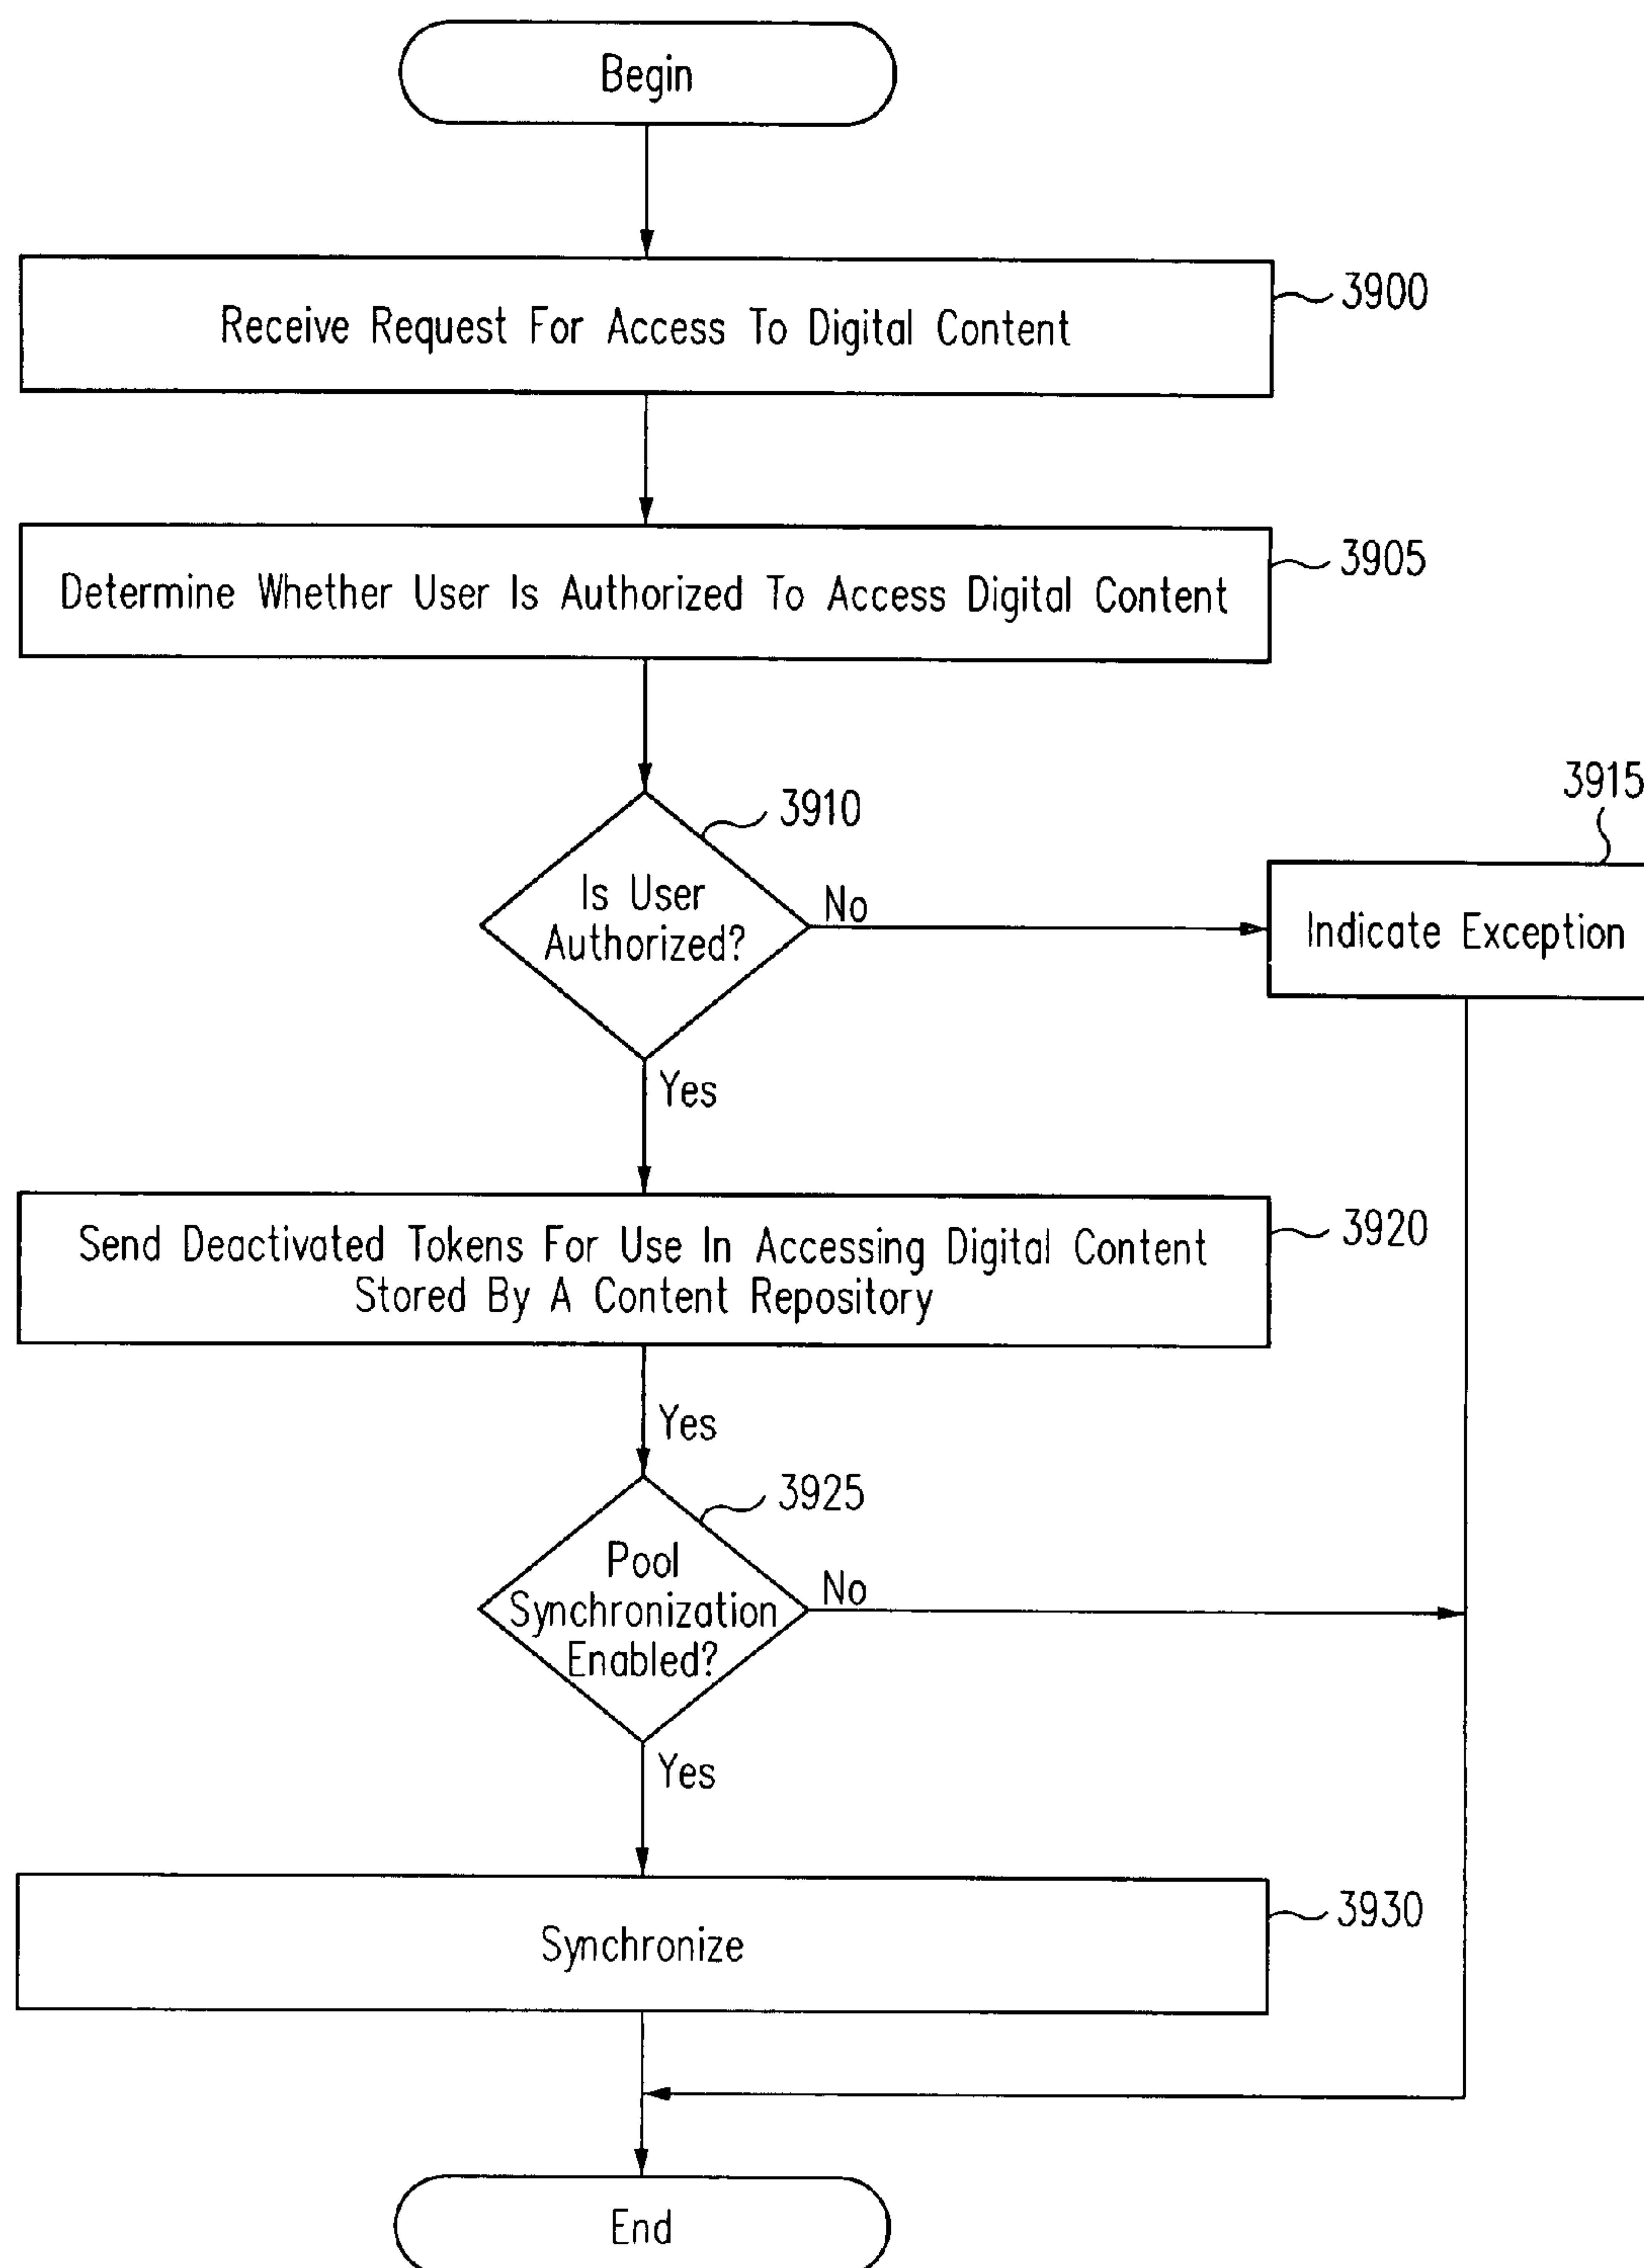 Begin
Receive Request For Access To Digital Content
3900
Determine Whether User Is Authorized To Access Digital Content
3905
3910
Is User
Authorized?
No
3915
Indicate Exception
Yes
Send Deactivated Tokens For Use In Accessing Digital Content
Stored By A Content Repository
3920
Yes
3925
Pool
Synchronization
Enabled?
No
Yes
Synchronize
3930
End